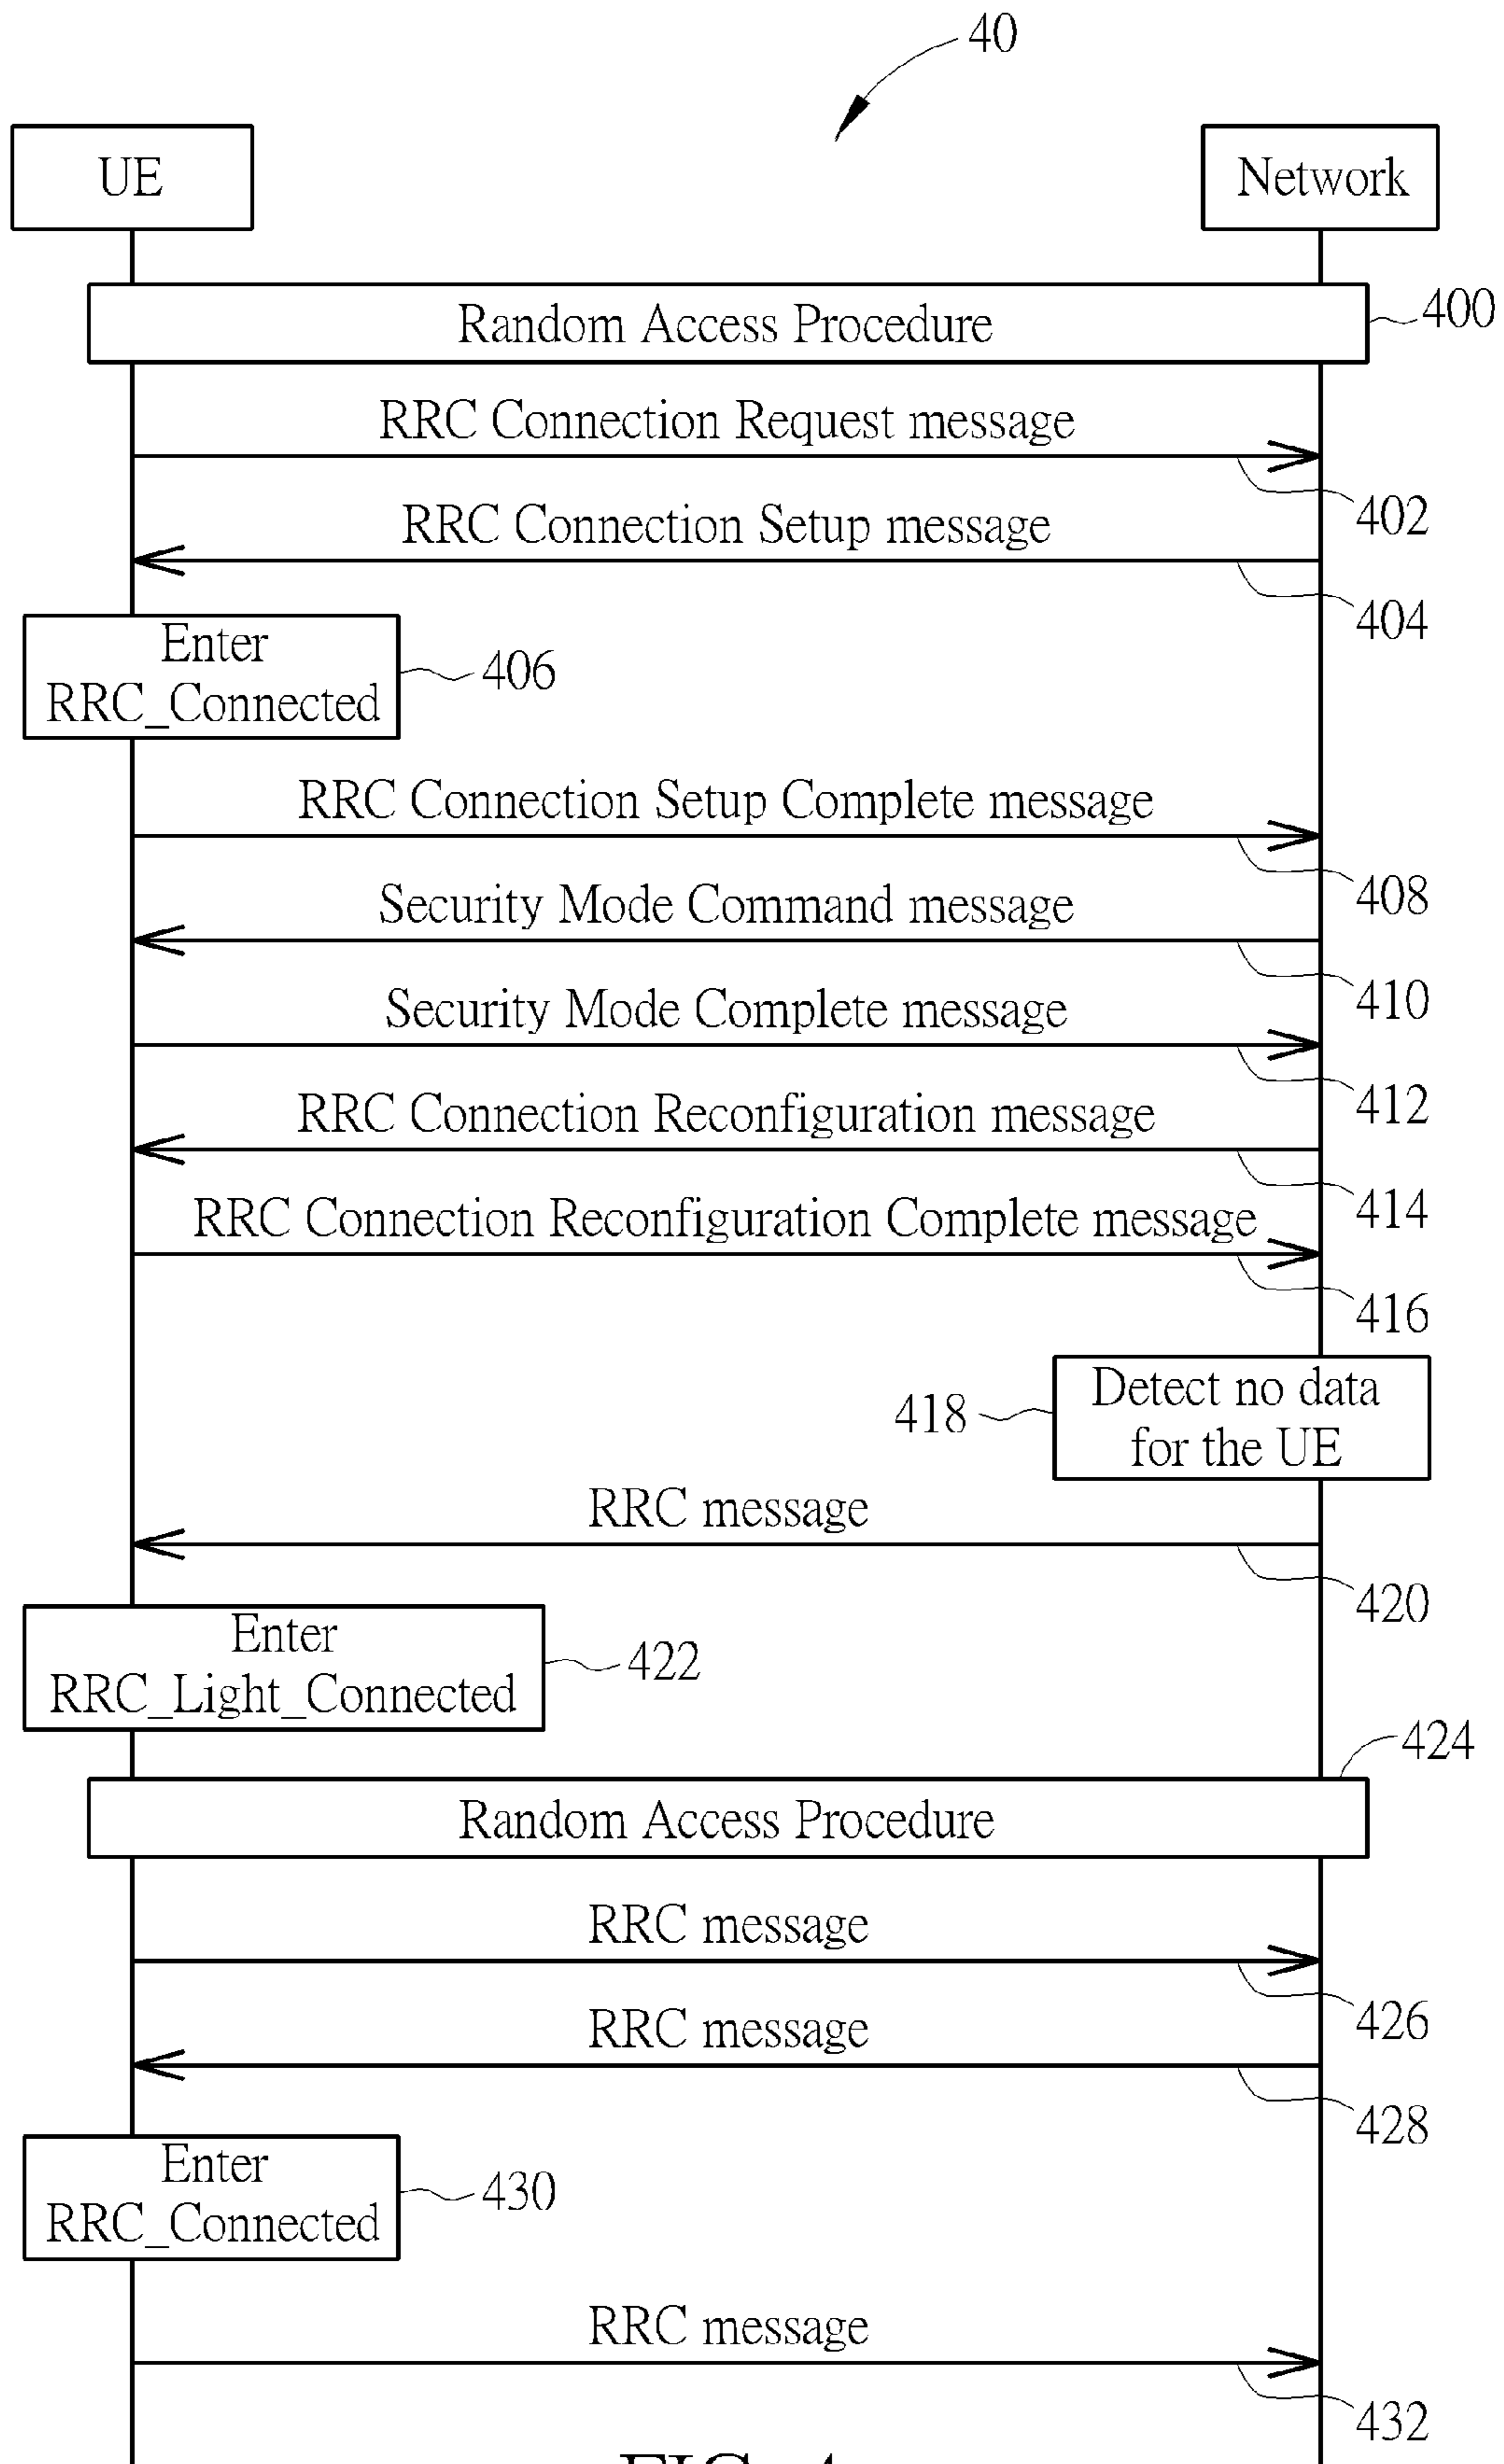 40
UE
Network
Random Access Procedure
400
RRC Connection Request message
402
RRC Connection Setup message
404
Enter
RRC_Connected
406
RRC Connection Setup Complete message
408
Security Mode Command message
410
Security Mode Complete message
412
RRC Connection Reconfiguration message
414
RRC Connection Reconfiguration Complete message
416
Detect no data
for the UE
418
RRC message
420
Enter
RRC_Light_Connected
422
424
Random Access Procedure
RRC message
426
RRC message
428
Enter
RRC_Connected
430
RRC message
432